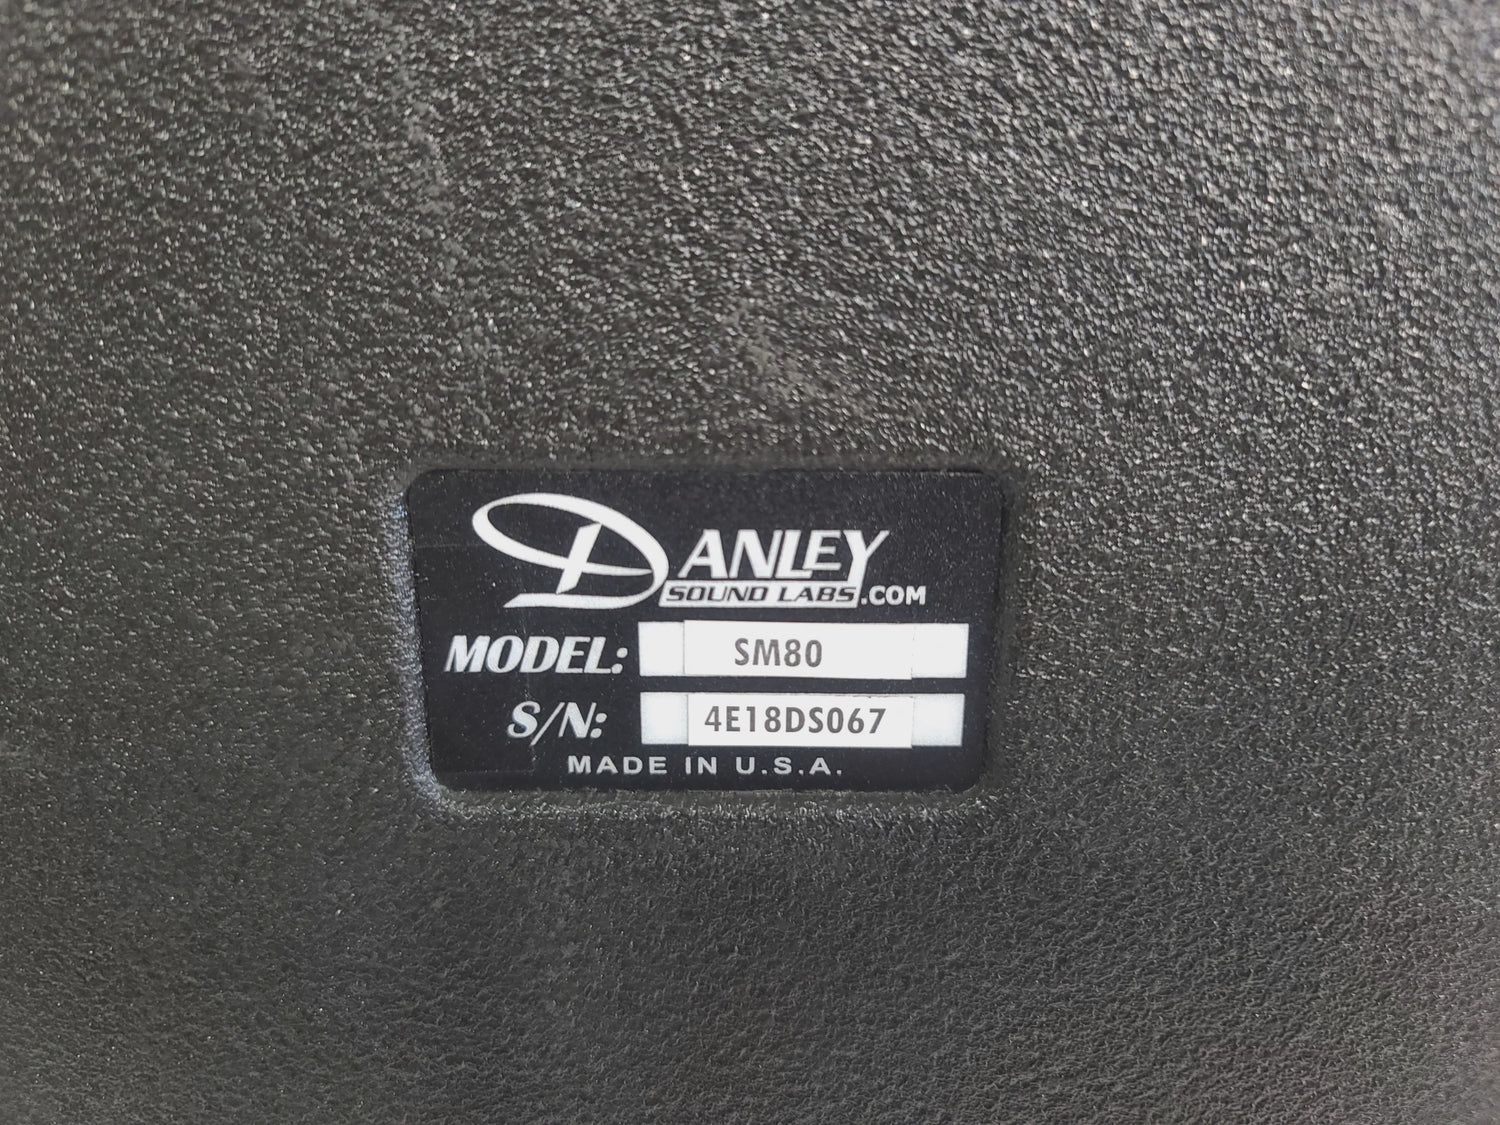 DANLEY
SOUND LABS.COM
MODEL: SM80
S/N: 4E18DS067
MADE IN U.S.A.